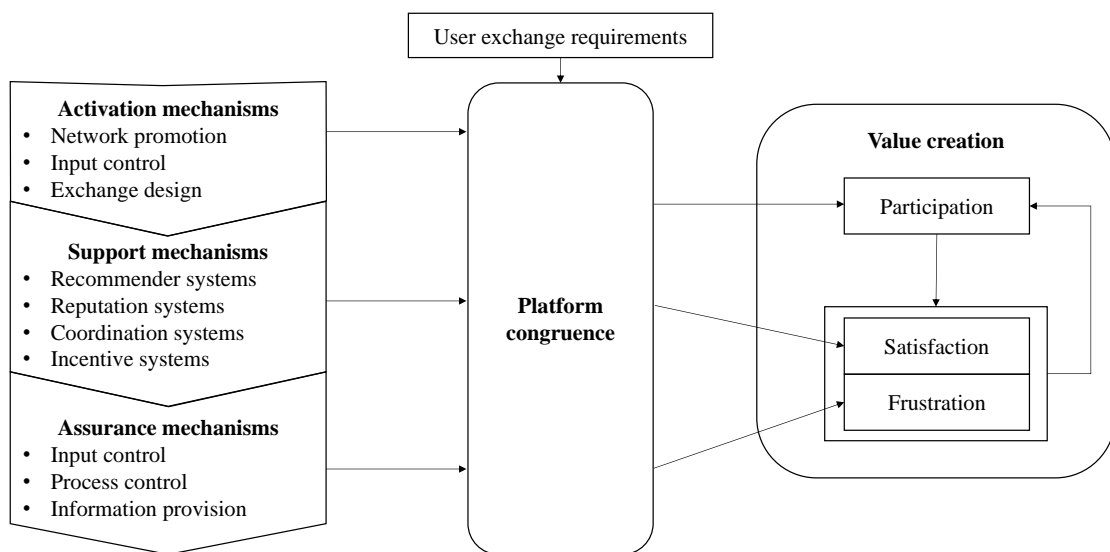 User exchange requirements
Activation mechanisms
• Network promotion
• Input control
• Exchange design
Support mechanisms
• Recommender systems
• Reputation systems
• Coordination systems
• Incentive systems
Assurance mechanisms
• Input control
• Process control
• Information provision
Platform
congruence
Value creation
Participation
Satisfaction
Frustration